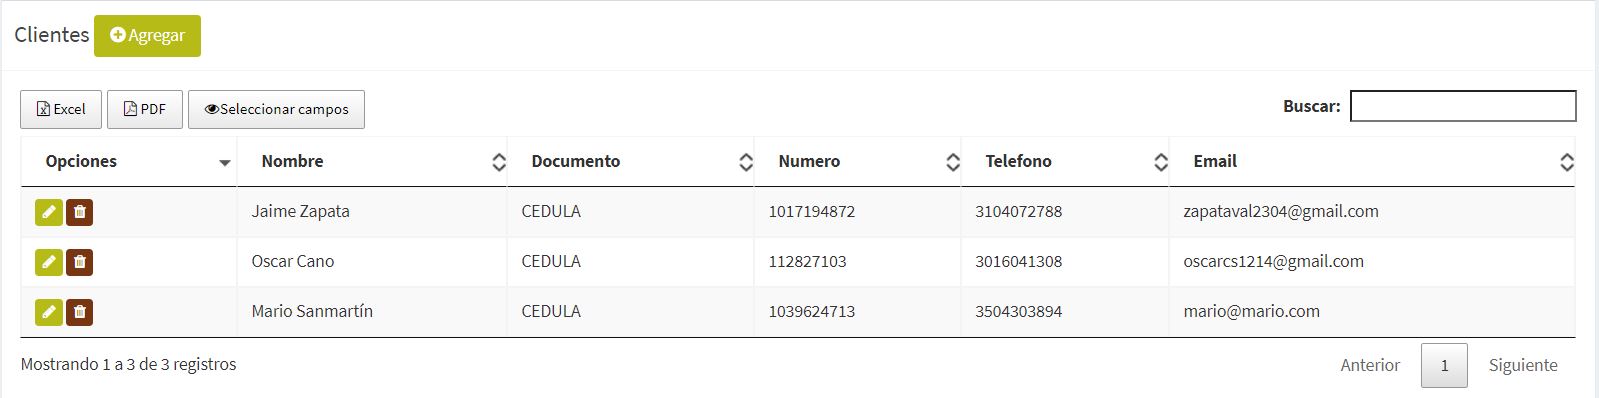 Clientes Agregar
Excel PDF Seleccionar campos Buscar:
Opciones Nombre Documento Numero Telefono Email
Jaime Zapata CEDULA 1017194872 3104072788 zapataval2304@gmail.com
Oscar Cano CEDULA 112827103 3016041308 oscarcs1214@gmail.com
Mario Sanmartín CEDULA 1039624713 3504303894 mario@mario.com
Mostrando 1 a 3 de 3 registros Anterior 1 Siguiente